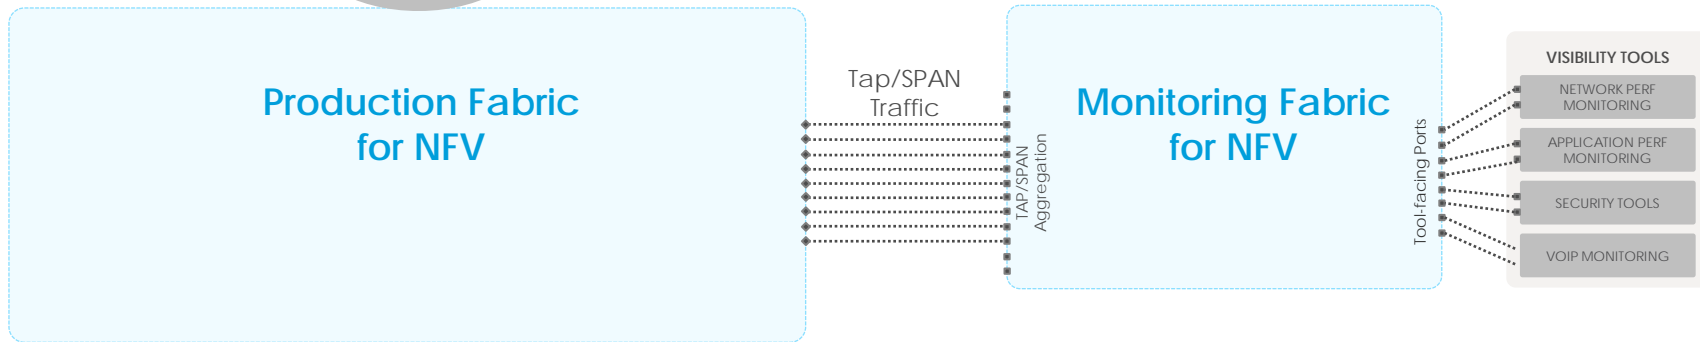 Production Fabric
for NFV
Tap/SPAN
Traffic
TAP/SPAN
Aggregation
Monitoring Fabric
for NFV
Tool-facing Ports
VISIBILITY TOOLS
NETWORK PERF
MONITORING
APPLICATION PERF
MONITORING
SECURITY TOOLS
VOIP MONITORING